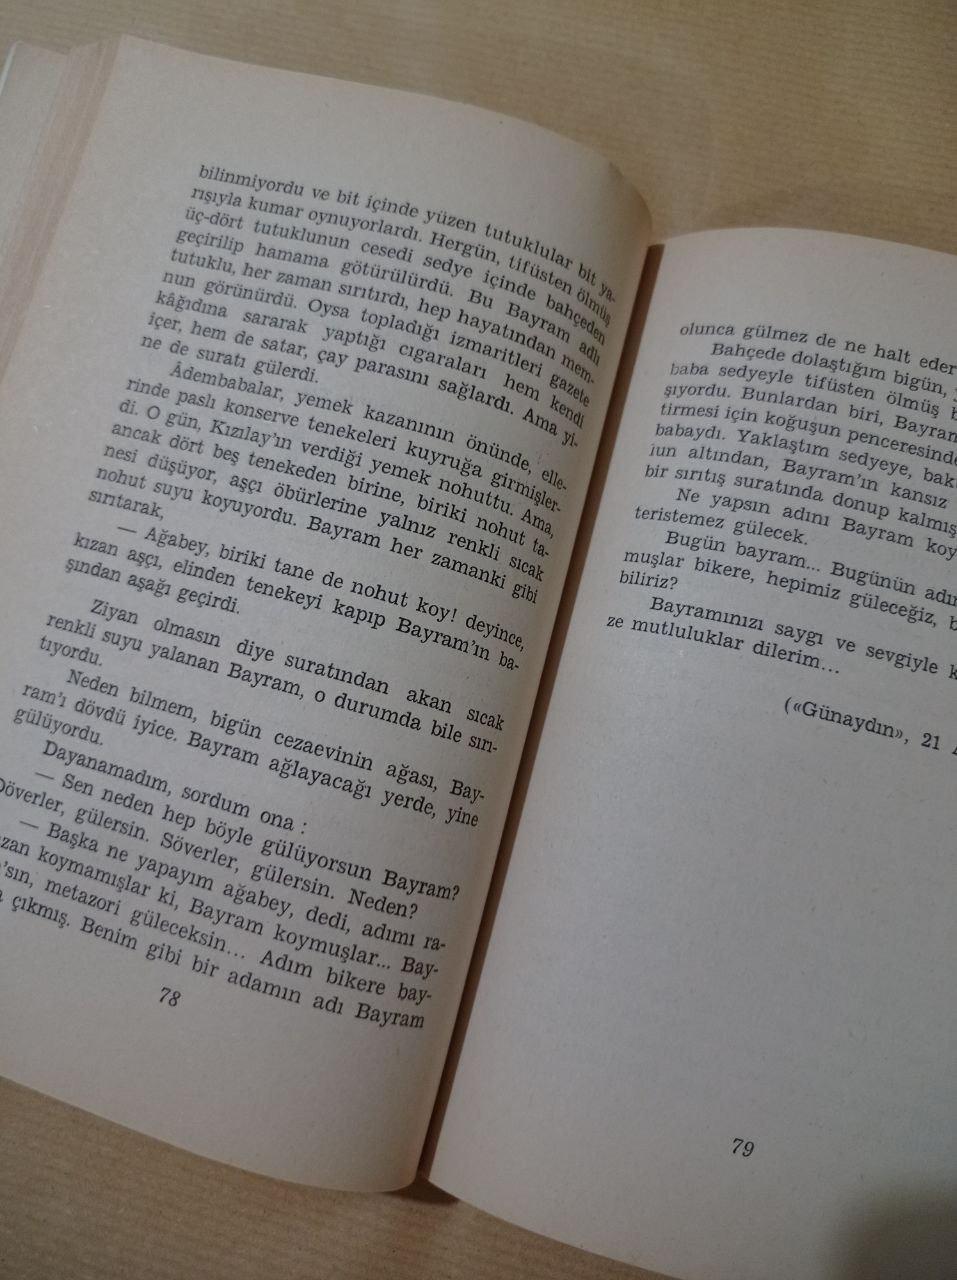 bilinmiyordu ve bit içinde yüzen tutuklular bit ya-
rışıyla kumar oynuyorlardı. Hergün, tifüsten ölmüş
üç-dört tutuklunun cesedi sedye içinde bahçeden
geçirilip hamama götürülürdü. Bu Bayram adlı
tutuklu, her zaman sırıtırdı, hep hayatından mem-
nun görünürdü. Oysa topladığı izmaritleri gazete
kâğıdına sararak yaptığı cıgaraları hem kendi
içer, hem de satar, çay parasını sağlardı. Ama yi-
ne de suratı gülerdi.
Âdembabalar, yemek kazanının önünde, elle-
rinde paslı konserve tenekeleri kuyruğa girmişler-
di. O gün, Kızılay'ın verdiği yemek nohuttu. Ama,
ancak dört beş tenekeden birine, biriki nohut ta-
nesi düşüyor, aşçı öbürlerine yalnız renkli sıcak
nohut suyu koyuyordu. Bayram her zamanki gibi
sırıtarak,
— Ağabey, biriki tane de nohut koy! deyince,
kızan aşçı, elinden tenekeyi kapıp Bayram'ın ba-
şından aşağı geçirdi.
Ziyan olmasın diye suratından akan sıcak
renkli suyu yalanan Bayram, o durumda bile sırı-
tıyordu.
Neden bilmem, bigün cezaevinin ağası, Bay-
ram'ı dövdü iyice. Bayram ağlayacağı yerde, yine
gülüyordu.
Dayanamadım, sordum ona :
— Sen neden hep böyle gülüyorsun Bayram?
Döverler, gülersin. Söverler, gülersin. Neden?
— Başka ne yapayım ağabey, dedi, adımı ra-
zan koymamışlar ki, Bayram koymuşlar... Bay-
'sın, metazori güleceksin... Adım bikere bay-
çıkmış. Benim gibi bir adamın adı Bayram
78
olunca gülmez de ne halt eder
Bahçede dolaştığım bigün,
baba sedyeyle tifüsten ölmüş
şıyordu. Bunlardan biri, Bayram
tirmesi için koğuşun penceresinde
babaydı. Yaklaştım sedyeye,
altından, Bayram'ın kansız
bir sırıtış suratında donup kalmış
Ne yapsın adını Bayram
teristemez gülecek.
Bugün bayram... Bugünün
muşlar bikere, hepimiz güleceğiz,
biliriz?
Bayramınızı saygı ve sevgiyle
ze mutluluklar dilerim...
(«Günaydın», 21
79